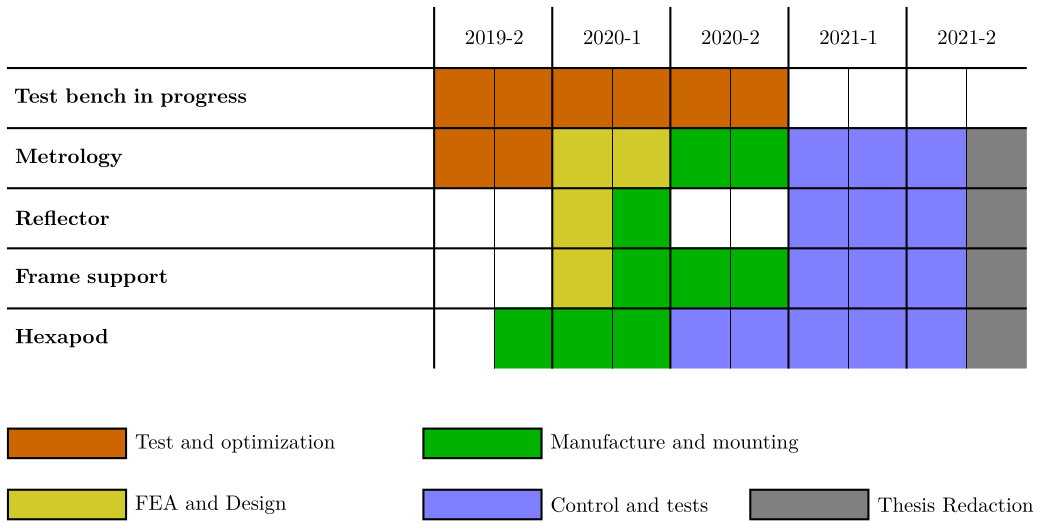 2019-2 2020-1 2020-2 2021-1 2021-2
Test bench in progress
Metrology
Reflector
Frame support
Hexapod
Test and optimization Manufacture and mounting
FEA and Design Control and tests Thesis Redaction